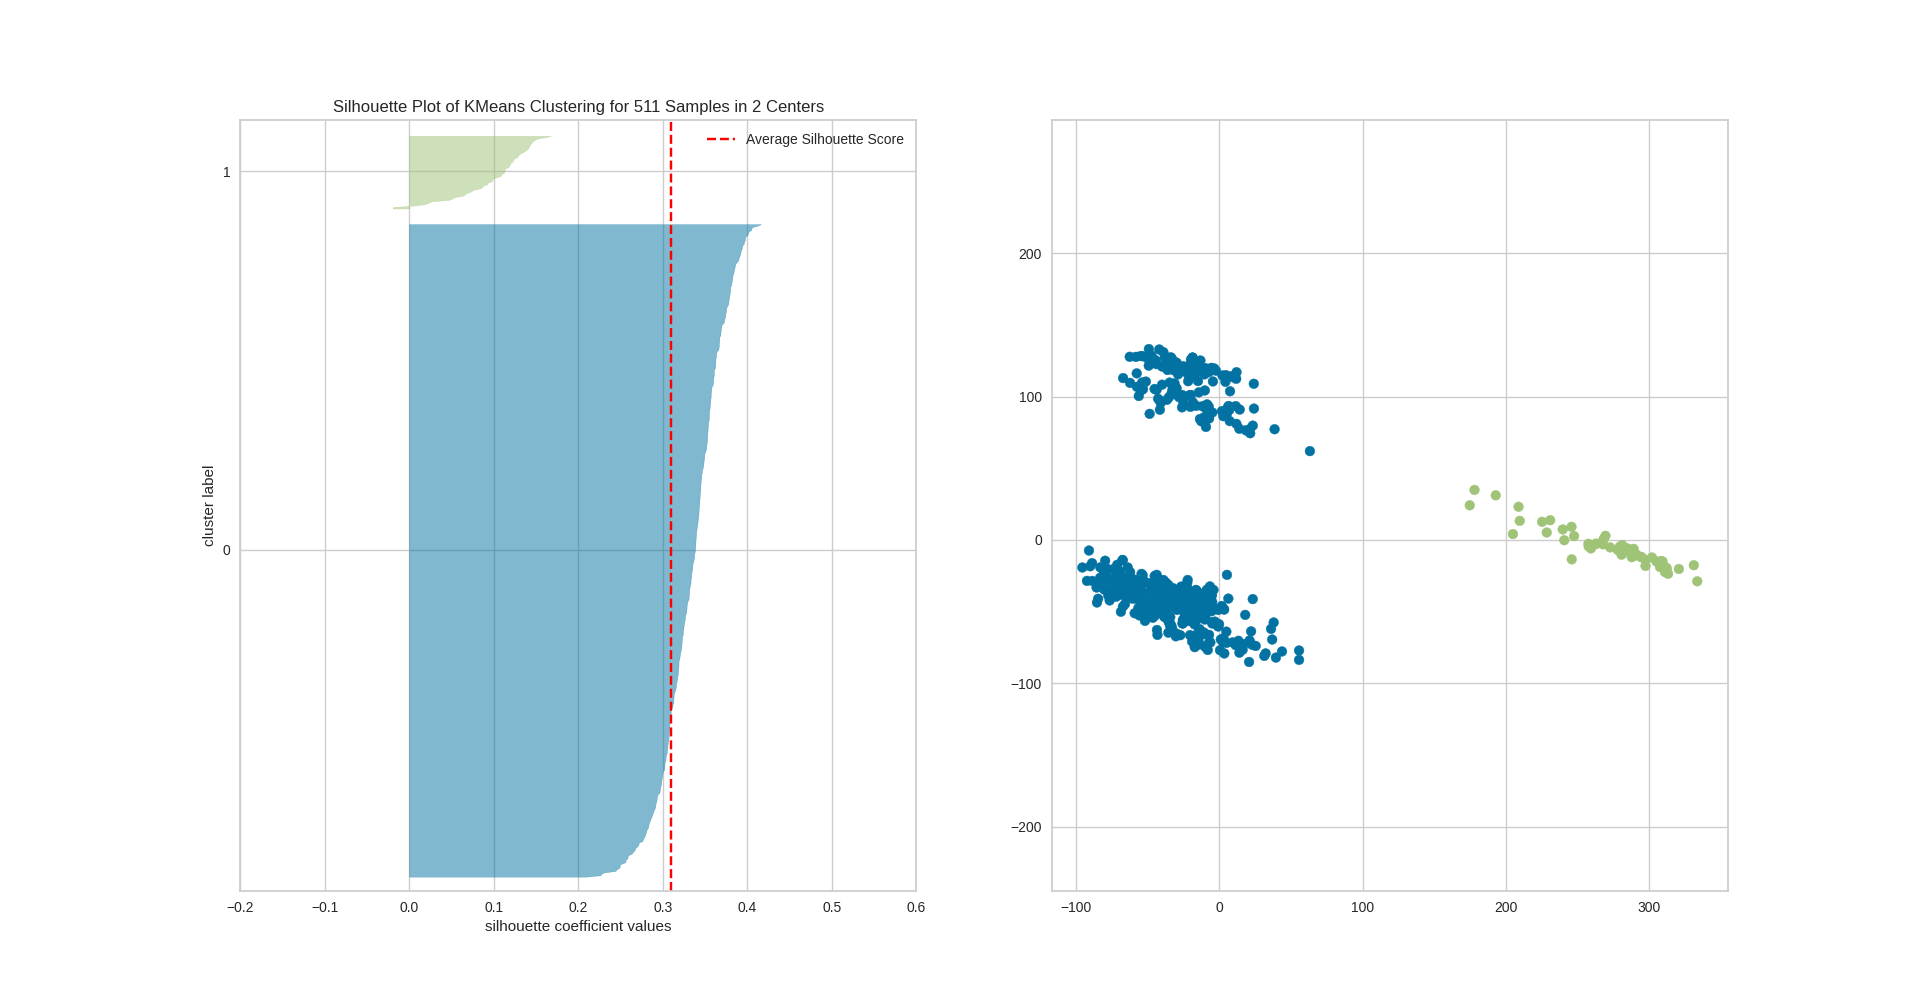 Silhouette Plot of KMeans Clustering for 511 Samples in 2 Centers
Average Silhouette Score
1
0
cluster label
−0.2 −0.1 0.0 0.1 0.2 0.3 0.4 0.5 0.6
silhouette coefficient values
200
100
0
−100
−200
−100 0 100 200 300